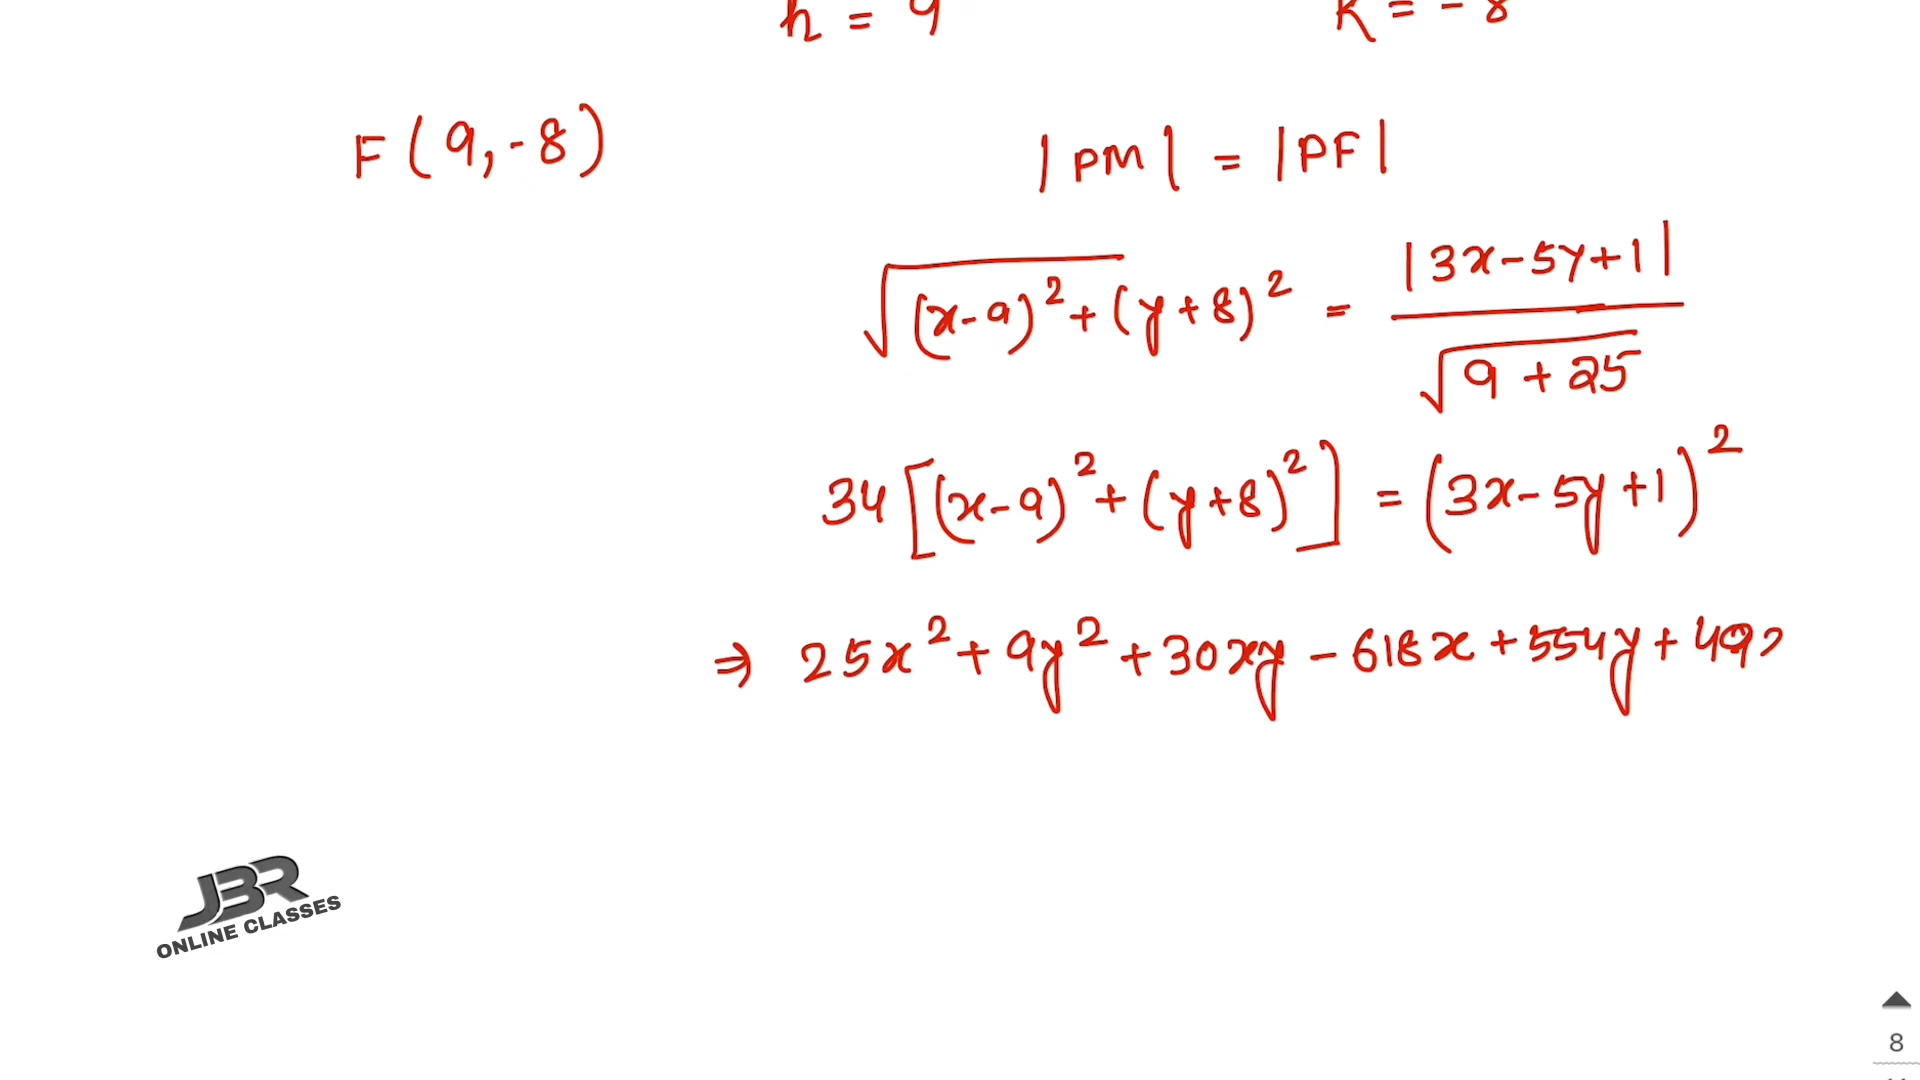 h = 9 K = - 8
F(9,-8) |PM| = |PF|
√(x-9)²+(y+8)² = |3x-5y+1| / √9+25
34[(x-9)²+(y+8)²] = (3x-5y+1)²
⇒ 25x²+9y²+30xy-618x+554y+49
JBR
ONLINE CLASSES
8